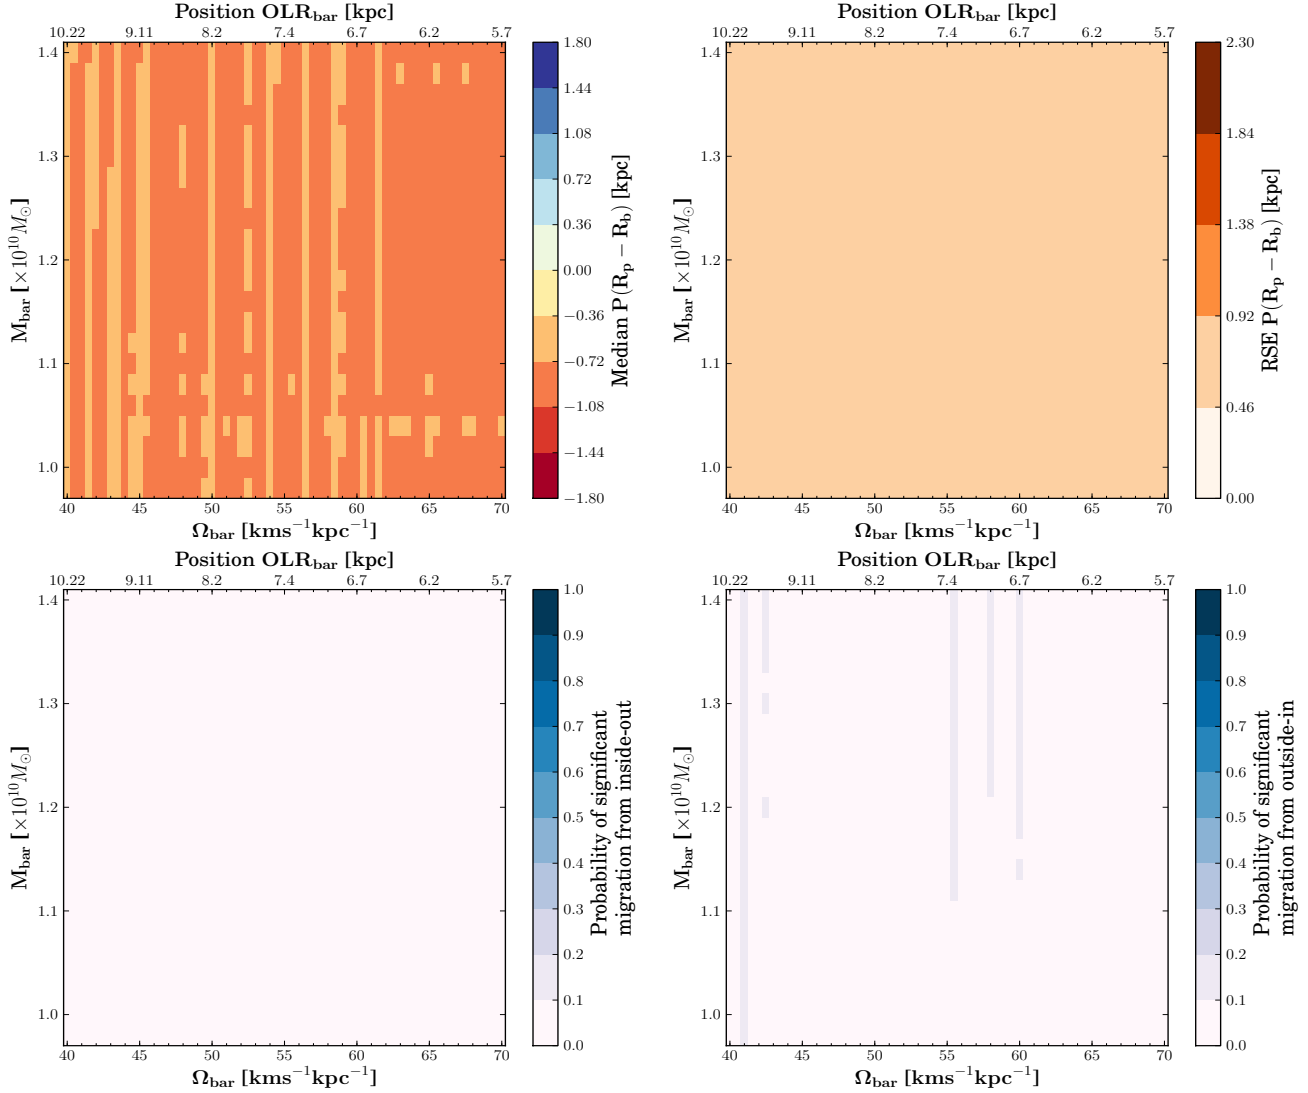 Position OLR_bar [kpc]
10.22 9.11 8.2 7.4 6.7 6.2 5.7
1.4
1.3
1.2
1.1
1.0
M_bar [×10^10 M_⊙]
40 45 50 55 60 65 70
Ω_bar [kms^−1kpc^−1]
1.80
1.44
1.08
0.72
0.36
0.00
−0.36
−0.72
−1.08
−1.44
−1.80
Median P(R_p − R_b) [kpc]
Position OLR_bar [kpc]
10.22 9.11 8.2 7.4 6.7 6.2 5.7
1.4
1.3
1.2
1.1
1.0
M_bar [×10^10 M_⊙]
40 45 50 55 60 65 70
Ω_bar [kms^−1kpc^−1]
2.30
1.84
1.38
0.92
0.46
0.00
RSE P(R_p − R_b) [kpc]
Position OLR_bar [kpc]
10.22 9.11 8.2 7.4 6.7 6.2 5.7
1.4
1.3
1.2
1.1
1.0
M_bar [×10^10 M_⊙]
40 45 50 55 60 65 70
Ω_bar [kms^−1kpc^−1]
1.0
0.9
0.8
0.7
0.6
0.5
0.4
0.3
0.2
0.1
0.0
Probability of significant
migration from inside-out
Position OLR_bar [kpc]
10.22 9.11 8.2 7.4 6.7 6.2 5.7
1.4
1.3
1.2
1.1
1.0
M_bar [×10^10 M_⊙]
40 45 50 55 60 65 70
Ω_bar [kms^−1kpc^−1]
1.0
0.9
0.8
0.7
0.6
0.5
0.4
0.3
0.2
0.1
0.0
Probability of significant
migration from outside-in